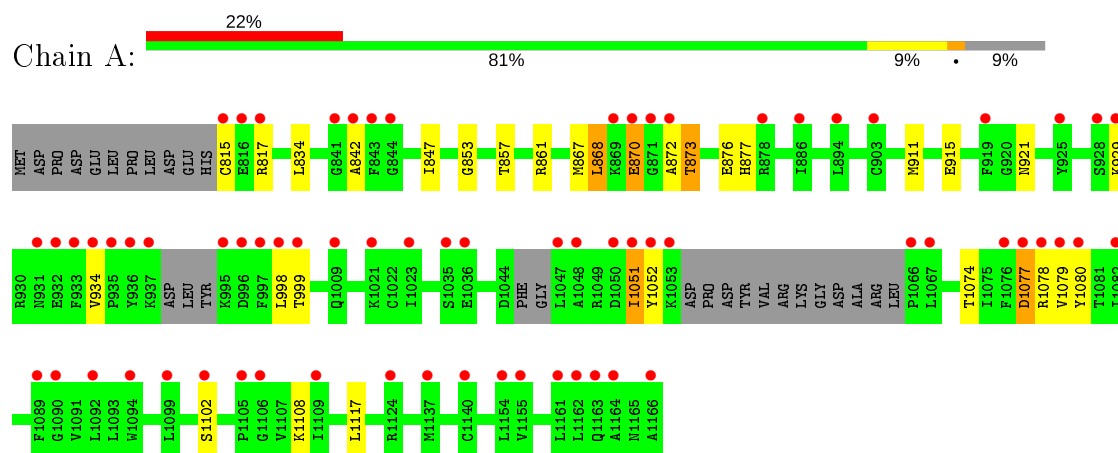 22%
Chain A:
81% 9% • 9%
MET ASP PRO ASP GLU LEU PRO LEU ASP GLU HIS C815 E816 R817 L834 G841 A842 F843 G844 I847 G853 T857 R861 M867 L868 K869 E870 G871 A872 T873 E876 H877 R878 I886 L894 C903 M911 E915 F919 G920 N921 Y925 S928
R930 N931 E932 F933 V934 P935 Y936 K937 ASP LEU TYR K995 D996 F997 L998 T999 Q1009 K1021 C1022 I1023 S1035 E1036 D1044 PHE GLY L1047 A1048 R1049 D1050 I1051 Y1052 K1053 ASP PRO ASP TYR VAL ARG LYS GLY ASP ALA ARG LEU P1066 L1067 T1074 I1075 F1076 D1077 R1078 V1079 Y1080 T1081
F1089 G1090 V1091 L1092 L1093 W1094 L1099 S1102 P1105 G1106 V1107 K1108 I1109 L1117 R1124 M1137 C1140 L1154 V1155 L1161 L1162 Q1163 A1164 N1165 A1166